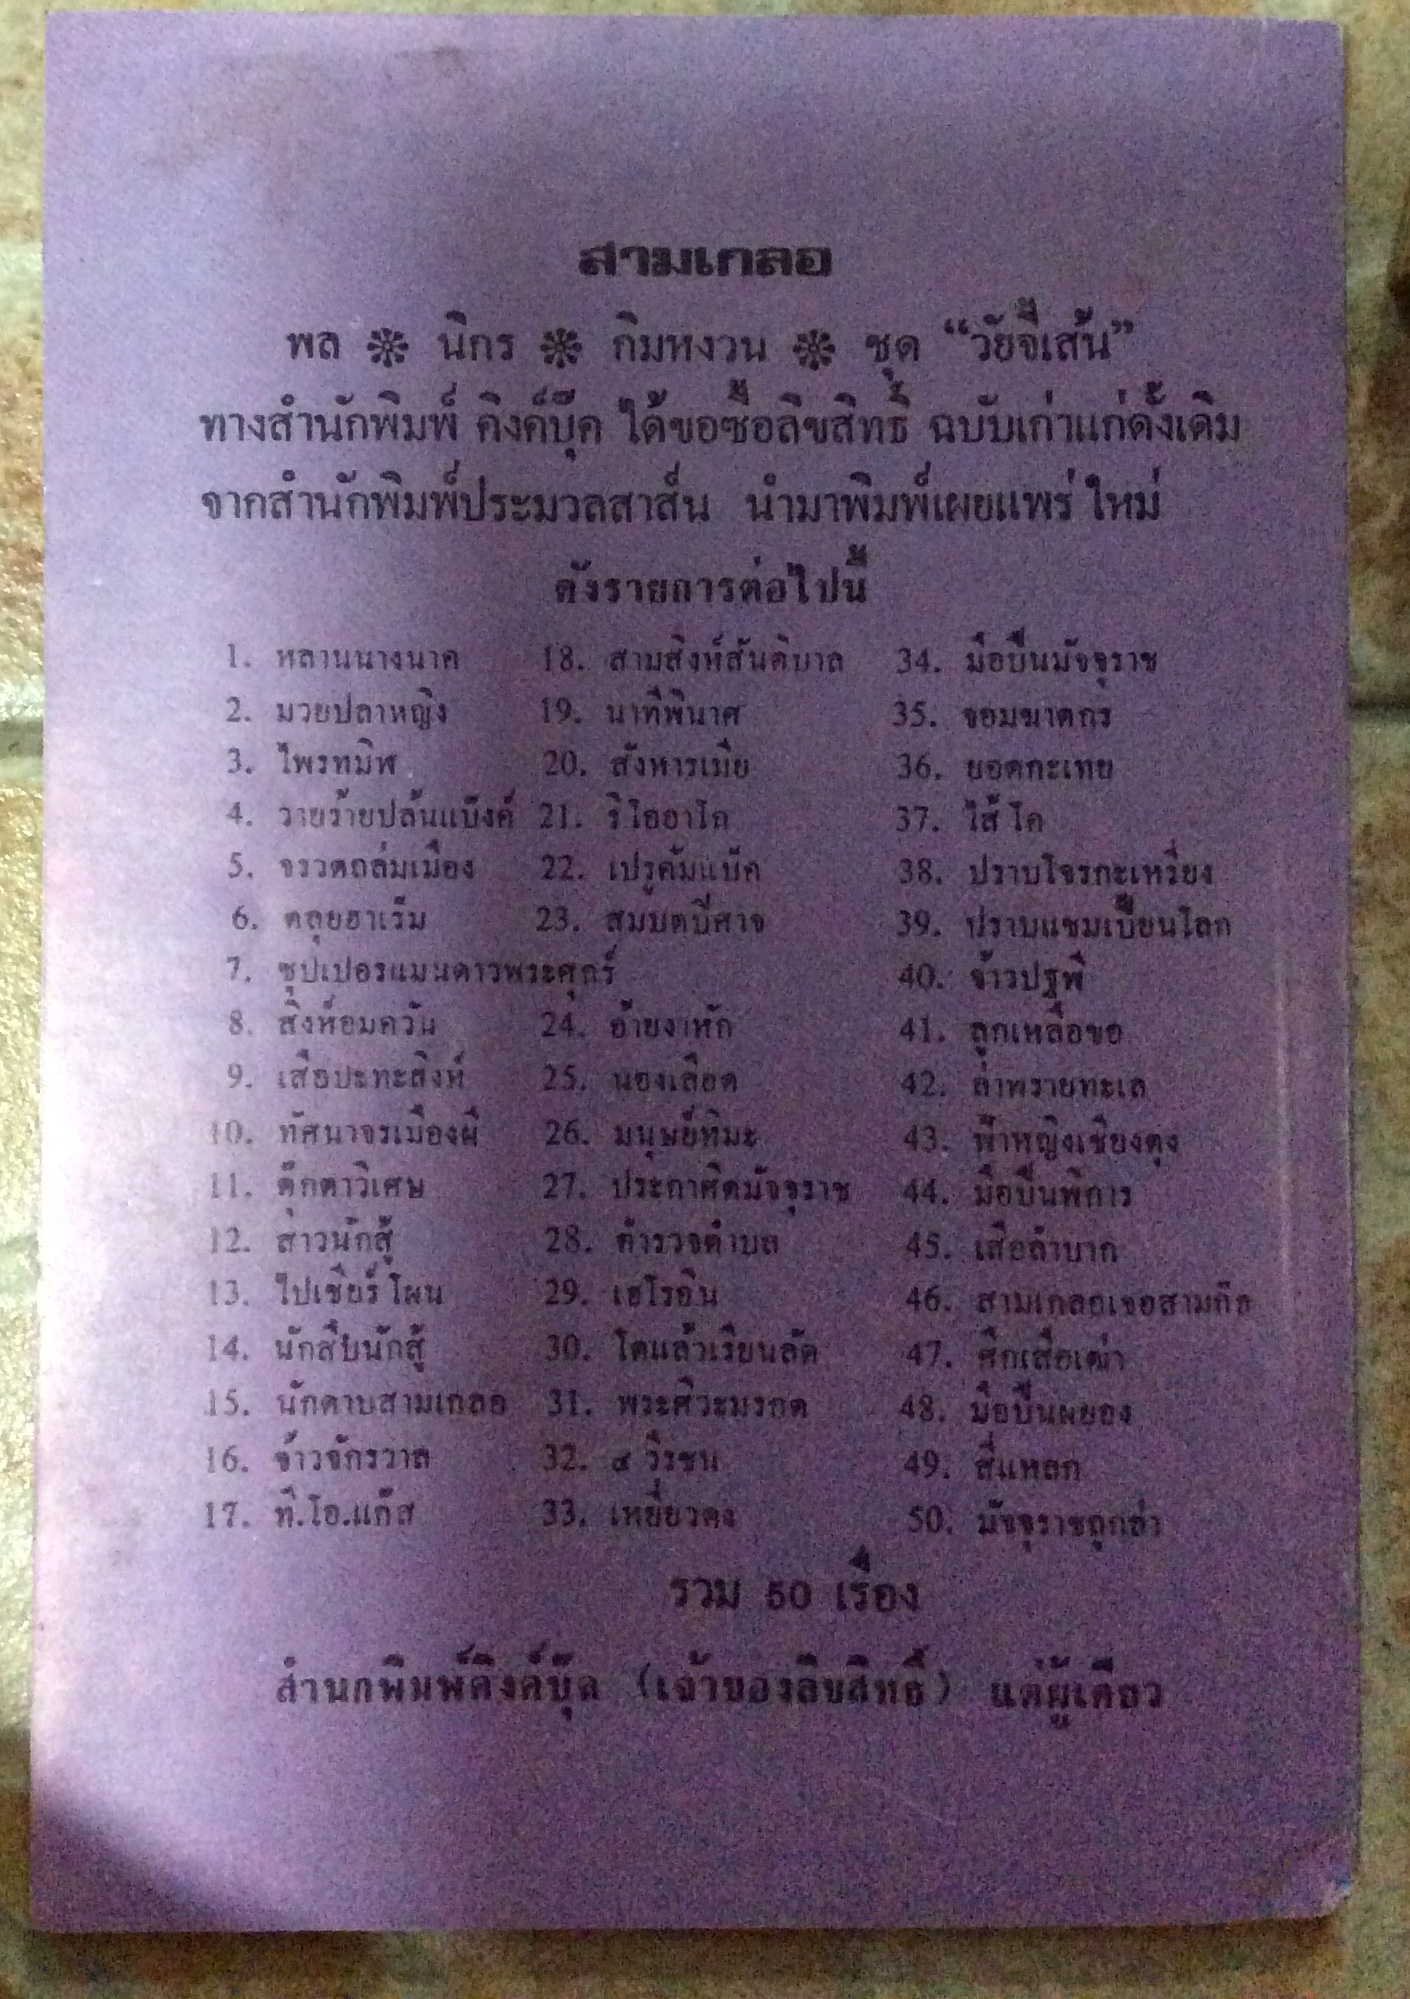 สามเกลอ
พล ❋ นิกร ❋ กิมหงวน ❋ ชุด “วัยจี๊เส้น”
ทางสำนักพิมพ์ คิงค์บุ๊ค ได้ขอซื้อลิขสิทธิ์ ฉบับเก่าแก่ดั้งเดิม
จากสำนักพิมพ์ประมวลสาส์น นำมาพิมพ์เผยแพร่ ใหม่
ดังรายการต่อไปนี้
1. หลานนางนาค
2. มวยปลาหญิง
3. ไพรทมิฬ
4. วายร้ายปล้นแบ๊งค์
5. จรวดถล่มเมือง
6. ตลุยฮาเร็ม
7. ซุปเปอรแมนดาวพระศุกร์
8. สิงห์อมควัน
9. เสือปะทะสิงห์
10. ทัศนาจรเมืองผี
11. ตุ๊กตาวิเศษ
12. สาวนักสู้
13. ไปเชียร์ โผน
14. นักสืบนักสู้
15. นักดาบสามเกลอ
16. จ้าวจักรวาล
17. ที.โอ.แก๊ส
18. สามสิงห์สันติบาล
19. นาทีพินาศ
20. สังหารเมีย
21. ริโออาโก
22. เปรูคัมแบ๊ค
23. สมบัติปีศาจ
24. อ้ายงาหัก
25. นองเลือด
26. มนุษย์หิมะ
27. ประกาศิตมัจจุราช
28. ตำรวจตำบล
29. เฮโรอิน
30. โตแล้วเรียนลัด
31. พระศิวะมรกต
32. ๔ วีรชน
33. เหยี่ยวดง
34. มือปืนมัจจุราช
35. จอมฆาตกร
36. ยอดกะเทย
37. ไส้ โต
38. ปราบโจรกะเหรี่ยง
39. ปราบแชมเปี้ยนโลก
40. จ้าวปฐพี
41. ลูกเหลือขอ
42. ล่าพรายทะเล
43. ฟ้าหญิงเชียงตุง
44. มือปืนพิการ
45. เสือลำบาก
46. สามเกลอเจอสามก๊ก
47. ศึกเสือเฒ่า
48. มือปืนผยอง
49. สี่แหลก
50. มัจจุราชถูกล่า
รวม 50 เรื่อง
สำนกพิมพ์คิงค์บุ๊ค (เจ้าของลิขสิทธิ์) แต่ผู้เดียว